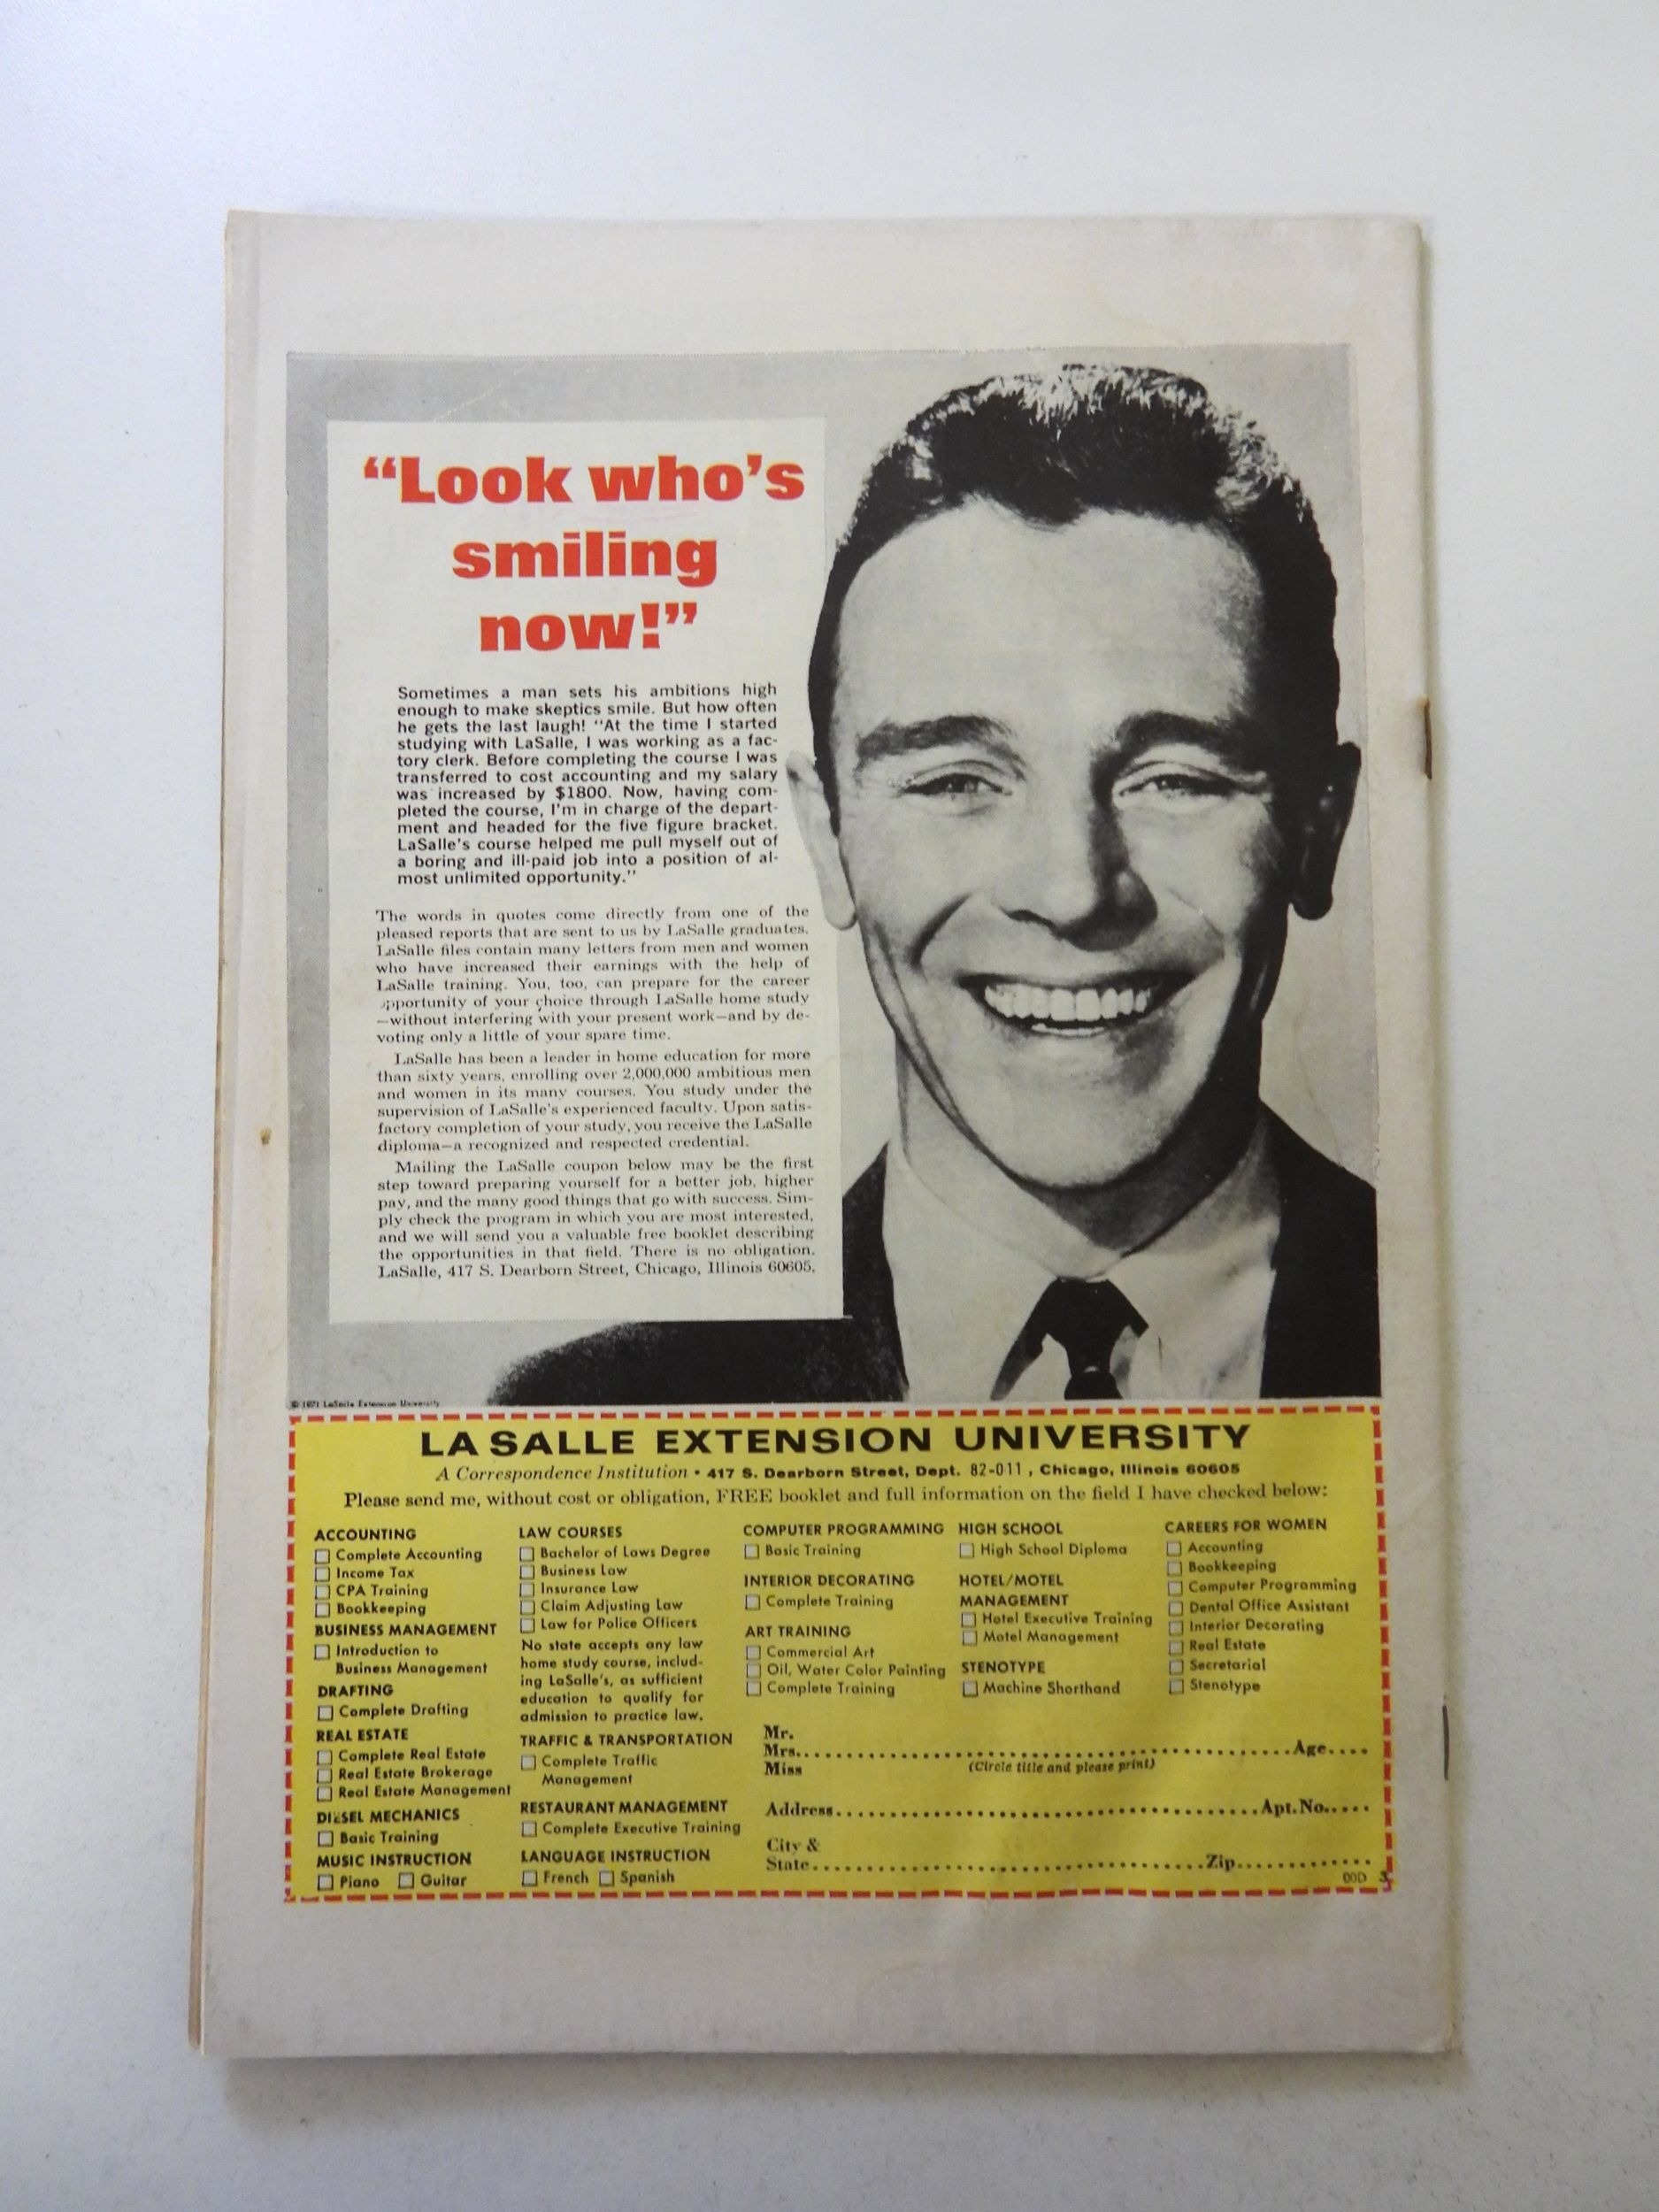 “Look who’s
smiling
now!”
Sometimes a man sets his ambitions high
enough to make skeptics smile. But how often
he gets the last laugh! “At the time I started
studying with LaSalle, I was working as a fac-
tory clerk. Before completing the course I was
transferred to cost accounting and my salary
was increased by $1800. Now, having com-
pleted the course, I’m in charge of the depart-
ment and headed for the five figure bracket.
LaSalle’s course helped me pull myself out of
a boring and ill-paid job into a position of al-
most unlimited opportunity.”
The words in quotes come directly from one of the
pleased reports that are sent to us by LaSalle graduates.
LaSalle files contain many letters from men and women
who have increased their earnings with the help of
LaSalle training. You, too, can prepare for the career
opportunity of your choice through LaSalle home study
—without interfering with your present work—and by de-
voting only a little of your spare time.
LaSalle has been a leader in home education for more
than sixty years, enrolling over 2,000,000 ambitious men
and women in its many courses. You study under the
supervision of LaSalle’s experienced faculty. Upon satis-
factory completion of your study, you receive the LaSalle
diploma—a recognized and respected credential.
Mailing the LaSalle coupon below may be the first
step toward preparing yourself for a better job, higher
pay, and the many good things that go with success. Sim-
ply check the program in which you are most interested,
and we will send you a valuable free booklet describing
the opportunities in that field. There is no obligation.
LaSalle, 417 S. Dearborn Street, Chicago, Illinois 60605.
© 1971 LaSalle Extension University
LA SALLE EXTENSION UNIVERSITY
A Correspondence Institution • 417 S. Dearborn Street, Dept. 82-011, Chicago, Illinois 60605
Please send me, without cost or obligation, FREE booklet and full information on the field I have checked below:
ACCOUNTING
Complete Accounting
Income Tax
CPA Training
Bookkeeping
BUSINESS MANAGEMENT
Introduction to
Business Management
DRAFTING
Complete Drafting
REAL ESTATE
Complete Real Estate
Real Estate Brokerage
Real Estate Management
DIESEL MECHANICS
Basic Training
MUSIC INSTRUCTION
Piano Guitar
LAW COURSES
Bachelor of Laws Degree
Business Law
Insurance Law
Claim Adjusting Law
Law for Police Officers
No state accepts any law
home study course, includ-
ing LaSalle’s, as sufficient
education to qualify for
admission to practice law.
TRAFFIC & TRANSPORTATION
Complete Traffic
Management
RESTAURANT MANAGEMENT
Complete Executive Training
LANGUAGE INSTRUCTION
French Spanish
COMPUTER PROGRAMMING
Basic Training
INTERIOR DECORATING
Complete Training
ART TRAINING
Commercial Art
Oil, Water Color Painting
Complete Training
HIGH SCHOOL
High School Diploma
HOTEL/MOTEL
MANAGEMENT
Hotel Executive Training
Motel Management
STENOTYPE
Machine Shorthand
CAREERS FOR WOMEN
Accounting
Bookkeeping
Computer Programming
Dental Office Assistant
Interior Decorating
Real Estate
Secretarial
Stenotype
Mr.
Mrs. Age
Miss (Circle title and please print)
Address Apt. No.
City &
State Zip
00D 3